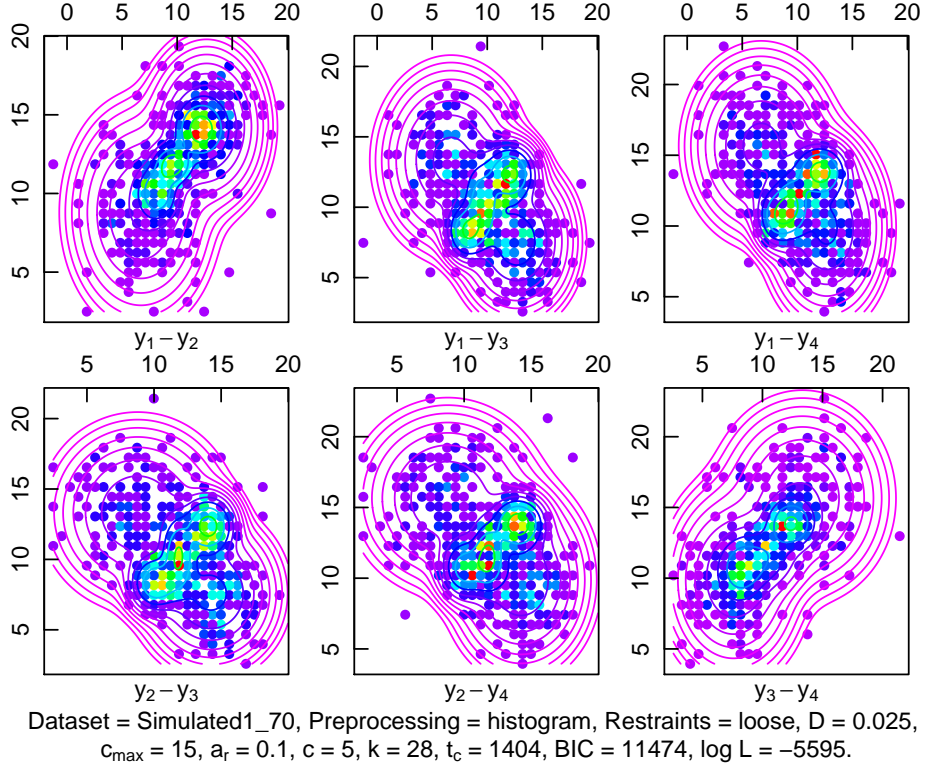 0 5 10 15 20 0 5 10 15 20 0 5 10 15 20
20 20 20
15 15 15
10 10 10
5 5 5
y₁ − y₂ y₁ − y₃ y₁ − y₄
5 10 15 20 5 10 15 20 5 10 15 20
20 20 20
15 15 15
10 10 10
5 5 5
y₂ − y₃ y₂ − y₄ y₃ − y₄
Dataset = Simulated1_70, Preprocessing = histogram, Restraints = loose, D = 0.025,
c_max = 15, a_r = 0.1, c = 5, k = 28, t_c = 1404, BIC = 11474, log L = −5595.